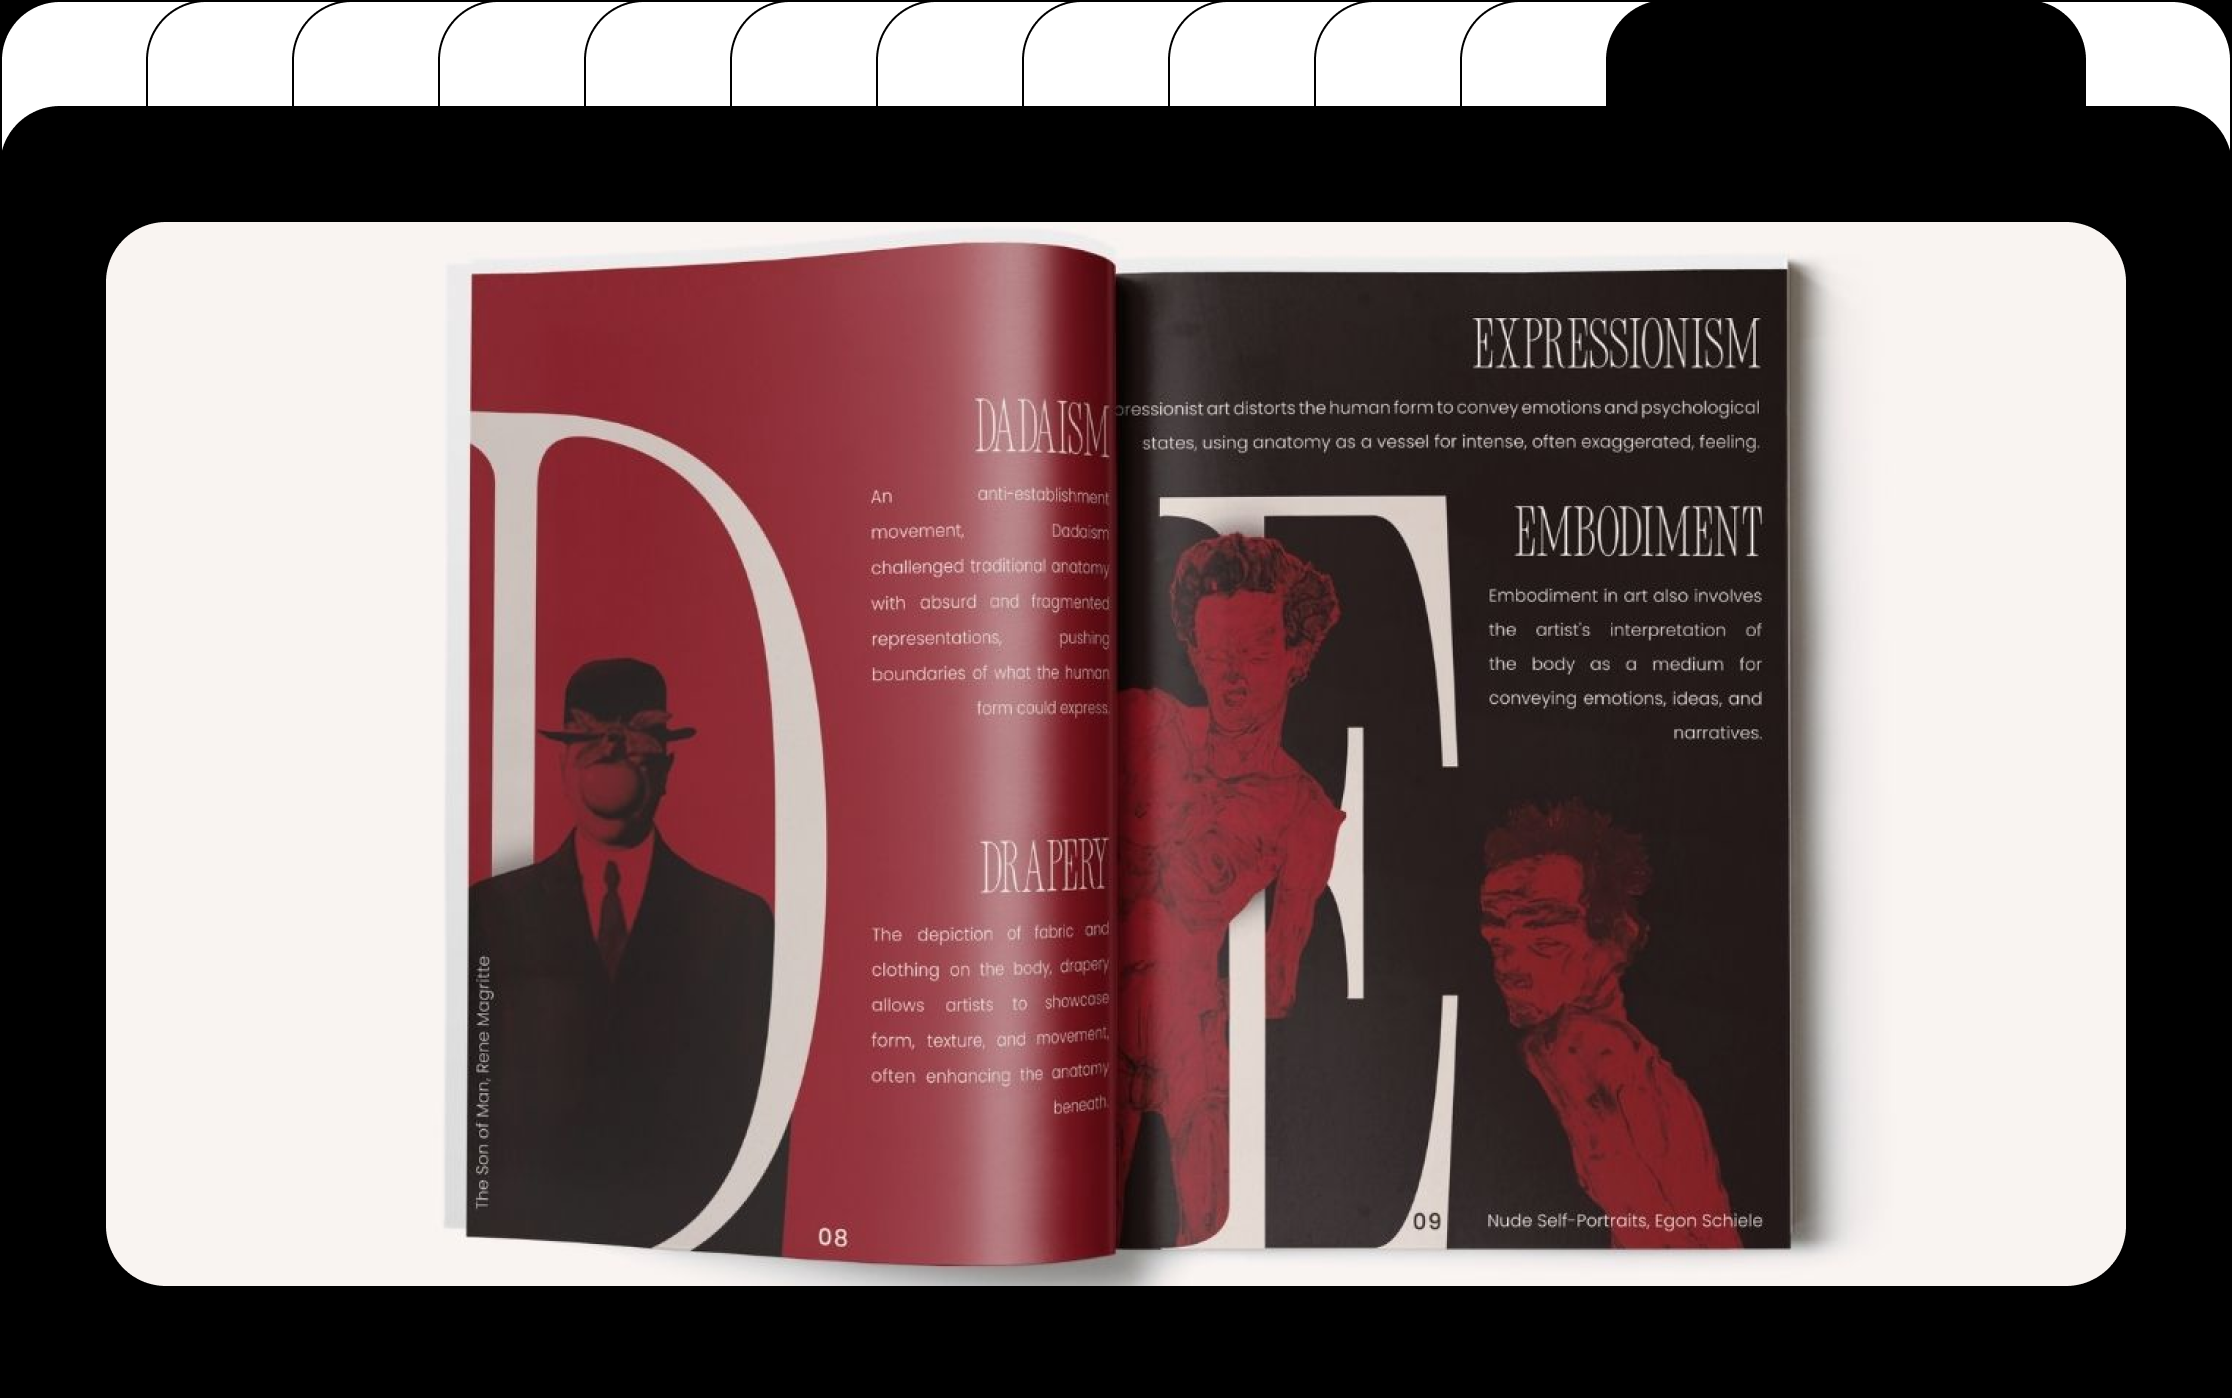 D
DADAISM
An anti-establishment
movement, Dadaism
challenged traditional anatomy
with absurd and fragmented
representations, pushing
boundaries of what the human
form could express.
DRAPERY
The depiction of fabric and
clothing on the body, drapery
allows artists to showcase
form, texture, and movement,
often enhancing the anatomy
beneath.
The Son of Man, Rene Magritte
08
EXPRESSIONISM
pressionist art distorts the human form to convey emotions and psychological
states, using anatomy as a vessel for intense, often exaggerated, feeling.
E
EMBODIMENT
Embodiment in art also involves
the artist's interpretation of
the body as a medium for
conveying emotions, ideas, and
narratives.
09
Nude Self-Portraits, Egon Schiele